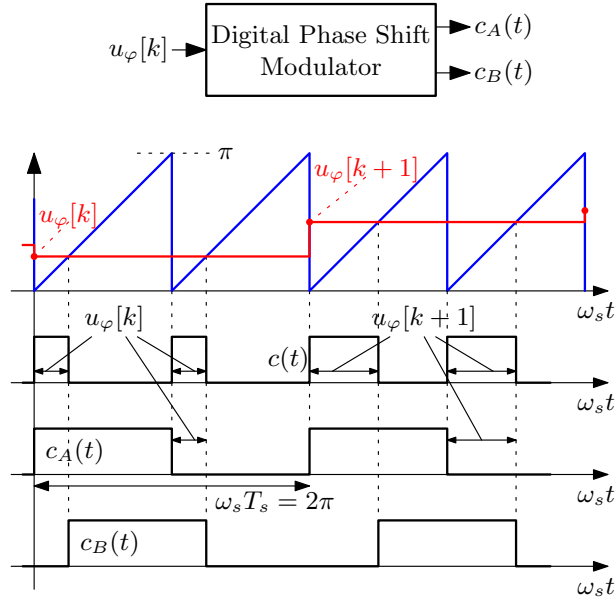 u_φ[k]
Digital Phase Shift
Modulator
c_A(t)
c_B(t)
π
u_φ[k]
u_φ[k+1]
ω_s t
u_φ[k]
c(t)
u_φ[k+1]
ω_s t
c_A(t)
ω_s t
ω_s T_s = 2π
c_B(t)
ω_s t